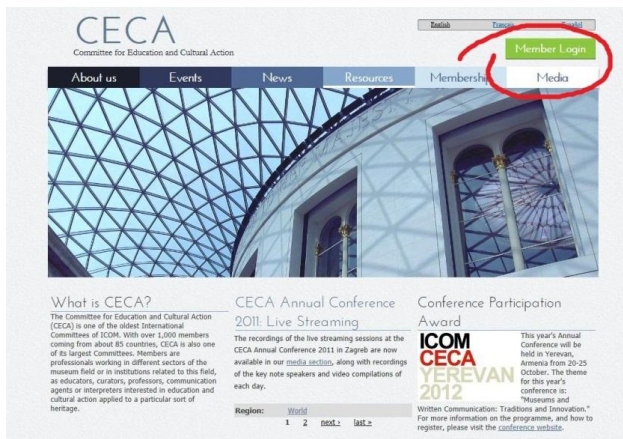 CECA
Committee for Education and Cultural Action
English Français Español
Member Login
About us Events News Resources Membership Media
What is CECA?
The Committee for Education and Cultural Action
(CECA) is one of the oldest International
Committees of ICOM. With over 1,000 members
coming from about 85 countries, CECA is also one
of its largest Committees. Members are
professionals working in different sectors of the
museum field or in institutions related to this field,
as educators, curators, professors, communication
agents or interpreters interested in education and
cultural action applied to a particular sort of
heritage.
CECA Annual Conference
2011: Live Streaming
The recordings of the live streaming sessions at the
CECA Annual Conference 2011 in Zagreb are now
available in our media section, along with recordings
of the key note speakers and video compilations of
each day.
Region: World
1 2 next › last »
Conference Participation
Award
ICOM
CECA
YEREVAN
2012
This year's Annual
Conference will be
held in Yerevan,
Armenia from 20-25
October. The theme
for this year's
conference is:
"Museums and
Written Communication: Traditions and Innovation."
For more information on the programme, and how to
register, please visit the conference website.